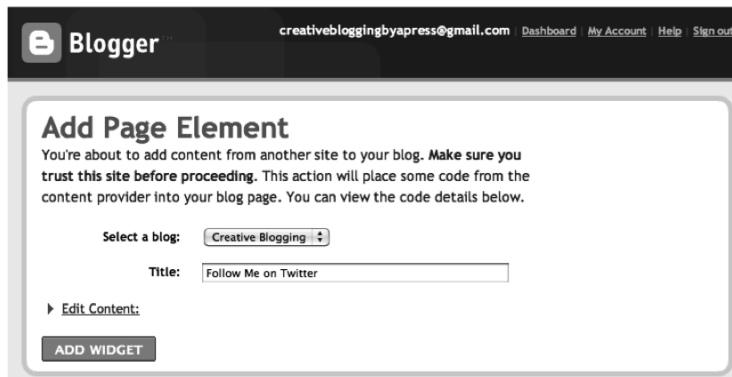 Blogger
creativebloggingbyapress@gmail.com | Dashboard | My Account | Help | Sign out
Add Page Element
You're about to add content from another site to your blog. Make sure you
trust this site before proceeding. This action will place some code from the
content provider into your blog page. You can view the code details below.
Select a blog: Creative Blogging
Title: Follow Me on Twitter
Edit Content:
ADD WIDGET